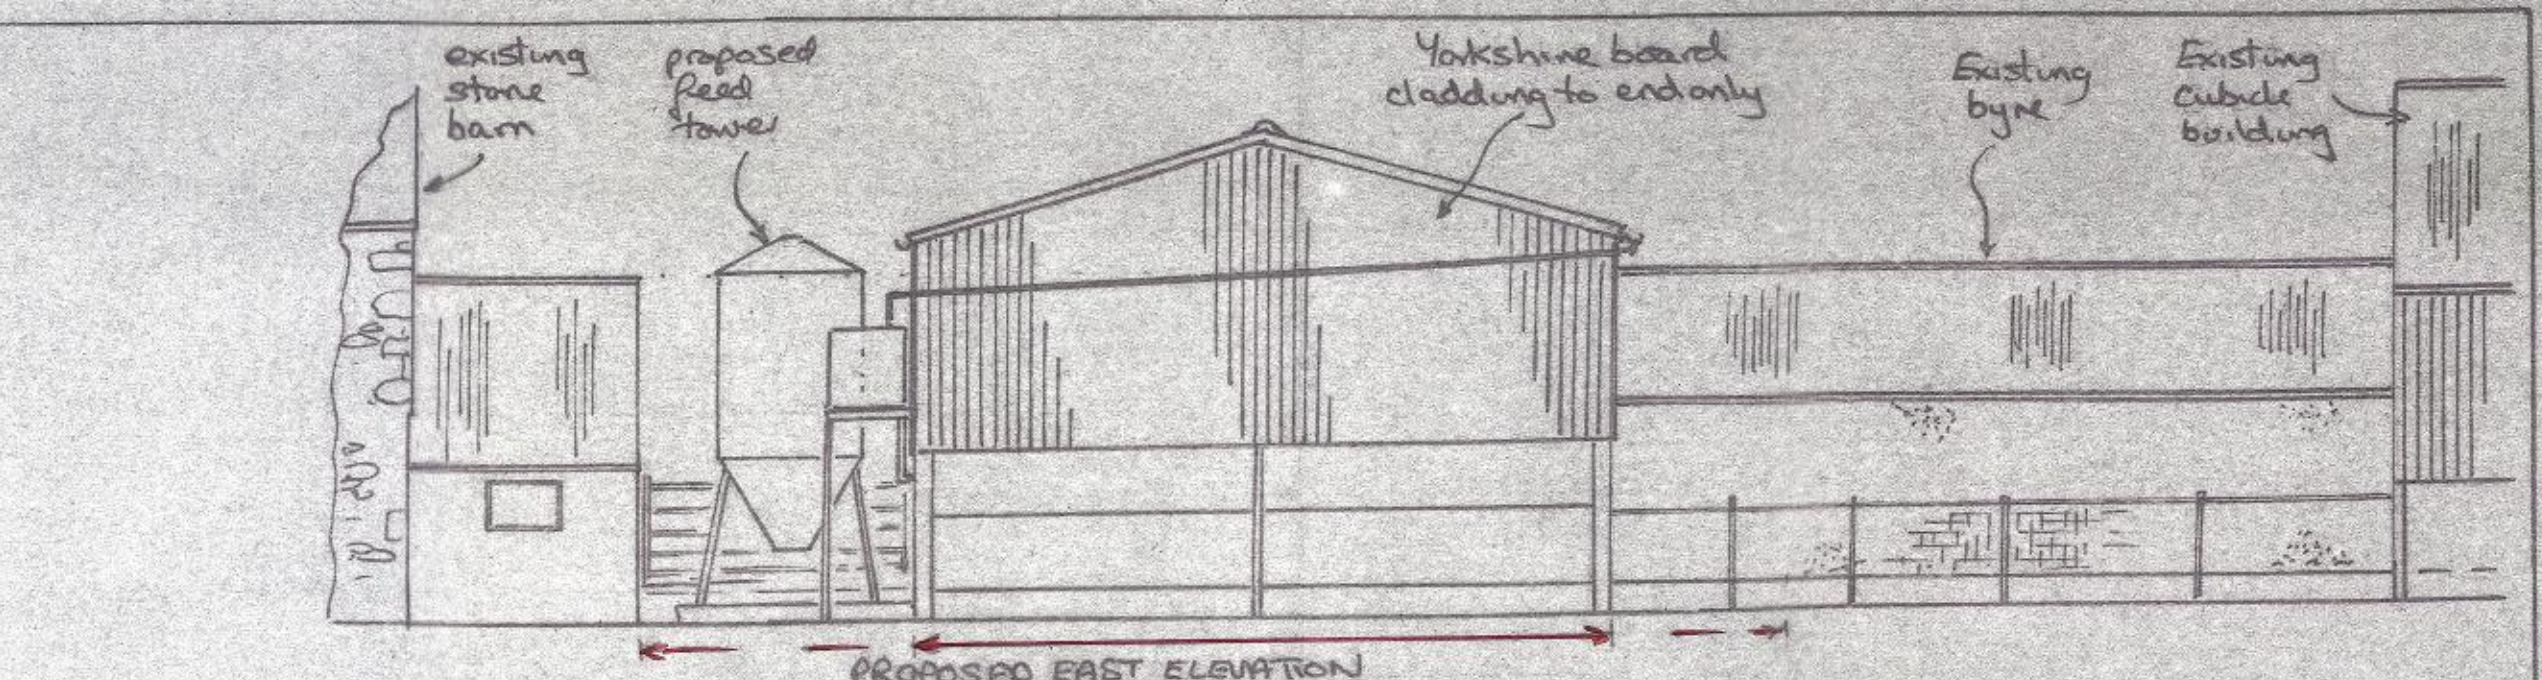 existing
stone
barn
proposed
feed
tower
Yorkshire board
cladding to end only
Existing
byre
Existing
cubicle
building
PROPOSED EAST ELEVATION